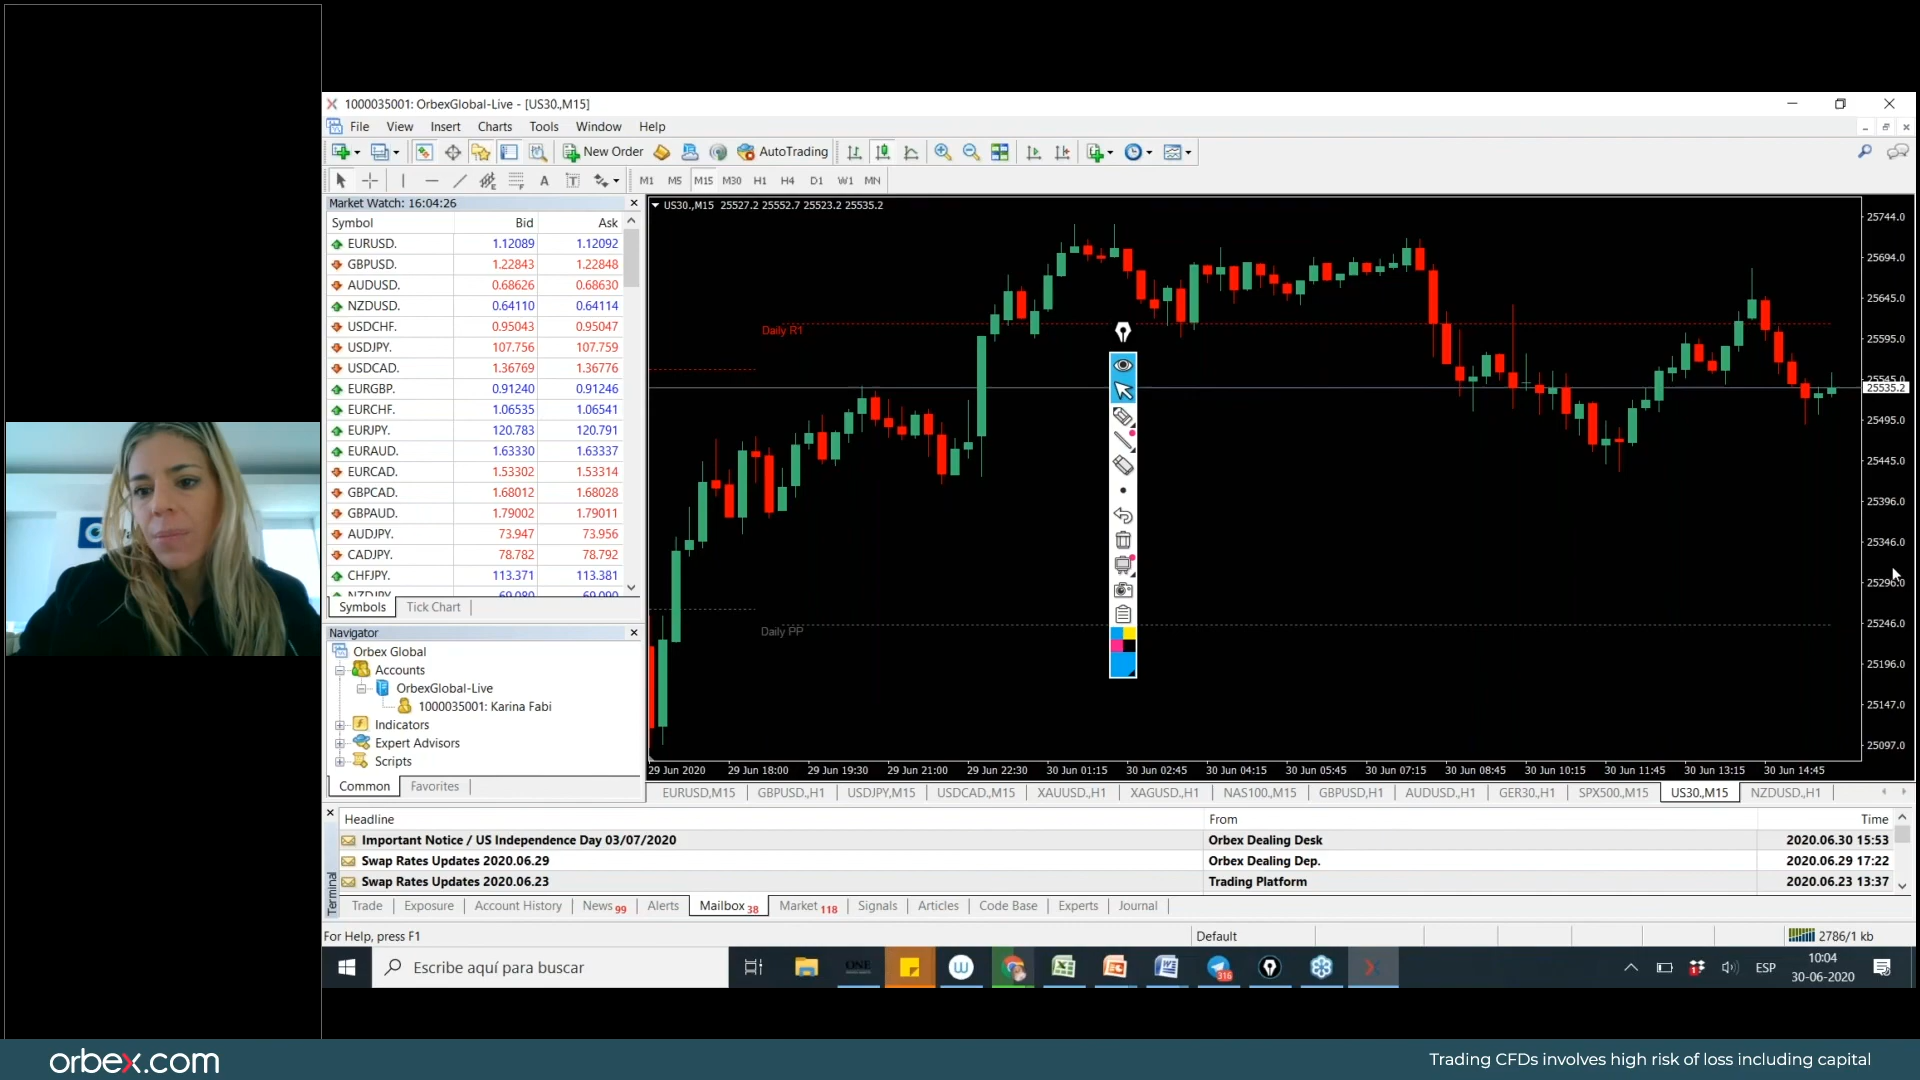 1000035001: OrbexGlobal-Live - [US30.,M15]
File View Insert Charts Tools Window Help
New Order AutoTrading
M1 M5 M15 M30 H1 H4 D1 W1 MN
Market Watch: 16:04:26
Symbol Bid Ask
EURUSD. 1.12089 1.12092
GBPUSD. 1.22843 1.22848
AUDUSD. 0.68626 0.68630
NZDUSD. 0.64110 0.64114
USDCHF. 0.95043 0.95047
USDJPY. 107.756 107.759
USDCAD. 1.36769 1.36776
EURGBP. 0.91240 0.91246
EURCHF. 1.06535 1.06541
EURJPY. 120.783 120.791
EURAUD. 1.63330 1.63337
EURCAD. 1.53302 1.53314
GBPCAD. 1.68012 1.68028
GBPAUD. 1.79002 1.79011
AUDJPY. 73.947 73.956
CADJPY. 78.782 78.792
CHFJPY. 113.371 113.381
NZDJPY. 69.080 69.090
Symbols Tick Chart
Navigator
Orbex Global
Accounts
OrbexGlobal-Live
1000035001: Karina Fabi
Indicators
Expert Advisors
Scripts
Common Favorites
US30.,M15 25527.2 25552.7 25523.2 25535.2
Daily R1
Daily PP
25744.0
25694.0
25645.0
25595.0
25535.2
25495.0
25445.0
25396.0
25346.0
25296.0
25246.0
25196.0
25147.0
25097.0
29 Jun 2020 29 Jun 18:00 29 Jun 19:30 29 Jun 21:00 29 Jun 22:30 30 Jun 01:15 30 Jun 02:45 30 Jun 04:15 30 Jun 05:45 30 Jun 07:15 30 Jun 08:45 30 Jun 10:15 30 Jun 11:45 30 Jun 13:15 30 Jun 14:45
EURUSD,M15 GBPUSD.,H1 USDJPY,M15 USDCAD.,M15 XAUUSD.,H1 XAGUSD.,H1 NAS100.,M15 GBPUSD,H1 AUDUSD.,H1 GER30.,H1 SPX500.,M15 US30.,M15 NZDUSD.,H1
Headline From Time
Important Notice / US Independence Day 03/07/2020 Orbex Dealing Desk 2020.06.30 15:53
Swap Rates Updates 2020.06.29 Orbex Dealing Dep. 2020.06.29 17:22
Swap Rates Updates 2020.06.23 Trading Platform 2020.06.23 13:37
Terminal
Trade Exposure Account History News 99 Alerts Mailbox 38 Market 118 Signals Articles Code Base Experts Journal
For Help, press F1 Default 2786/1 kb
Escribe aquí para buscar
ONE
316
ESP
10:04
30-06-2020
orbex.com
Trading CFDs involves high risk of loss including capital